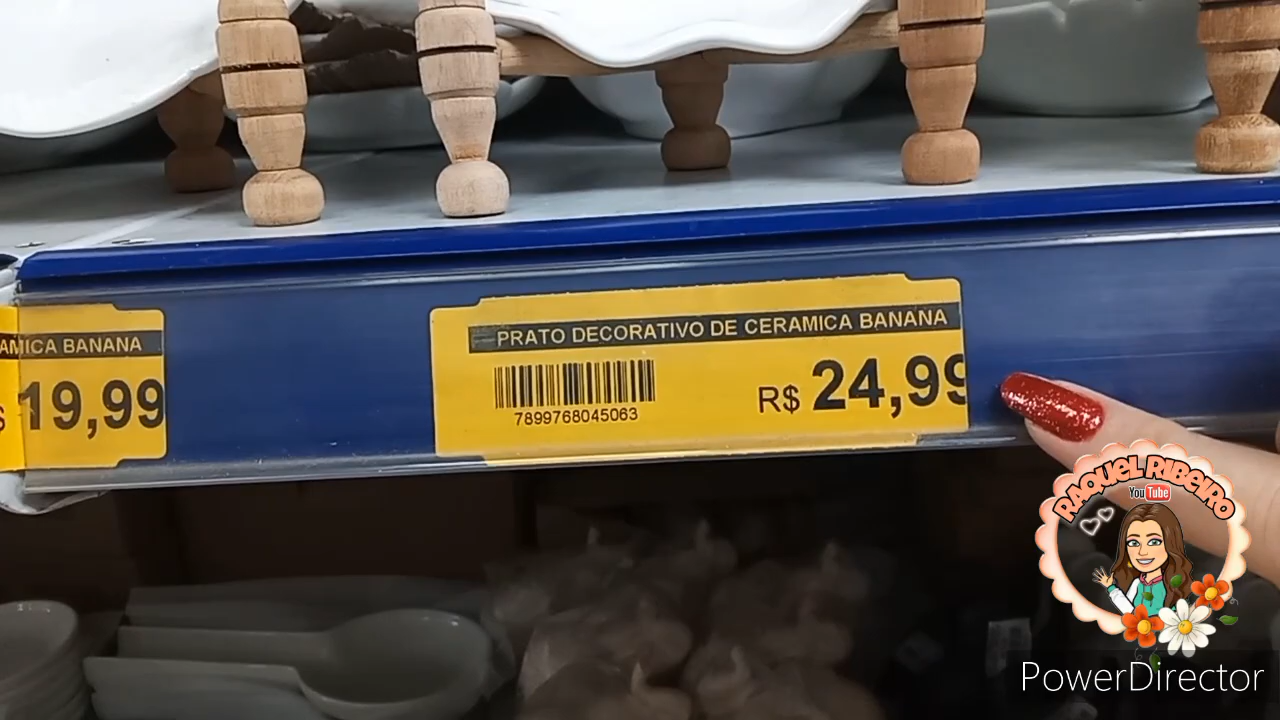 AMICA BANANA
19,99
PRATO DECORATIVO DE CERAMICA BANANA
7899768045063
R$ 24,99
RAQUEL RIBEIRO
YouTube
PowerDirector